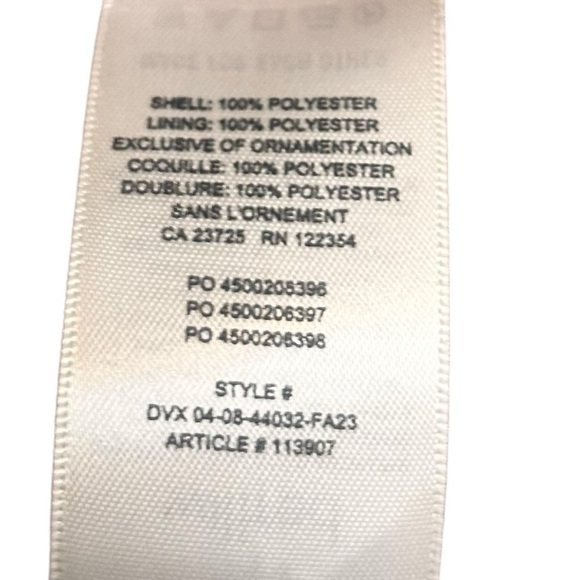 SHELL: 100% POLYESTER
LINING: 100% POLYESTER
EXCLUSIVE OF ORNAMENTATION
COQUILLE: 100% POLYESTER
DOUBLURE: 100% POLYESTER
SANS L'ORNEMENT
CA 23725 RN 122354
PO 4500206396
PO 4500206397
PO 4500206398
STYLE #
DVX 04-08-44032-FA23
ARTICLE # 113907